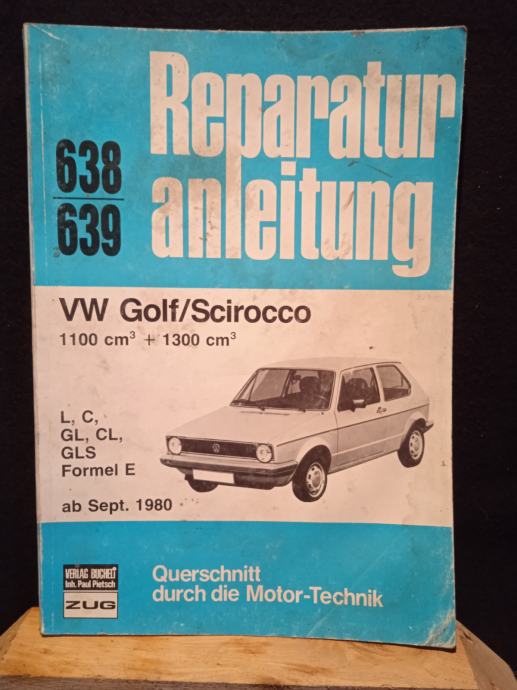 Reparatur
anleitung
638
639
VW Golf/Scirocco
1100 cm³ + 1300 cm³
L, C,
GL, CL,
GLS
Formel E
ab Sept. 1980
VERLAG BUCHELI
Inh. Paul Pietsch
ZUG
Querschnitt
durch die Motor-Technik